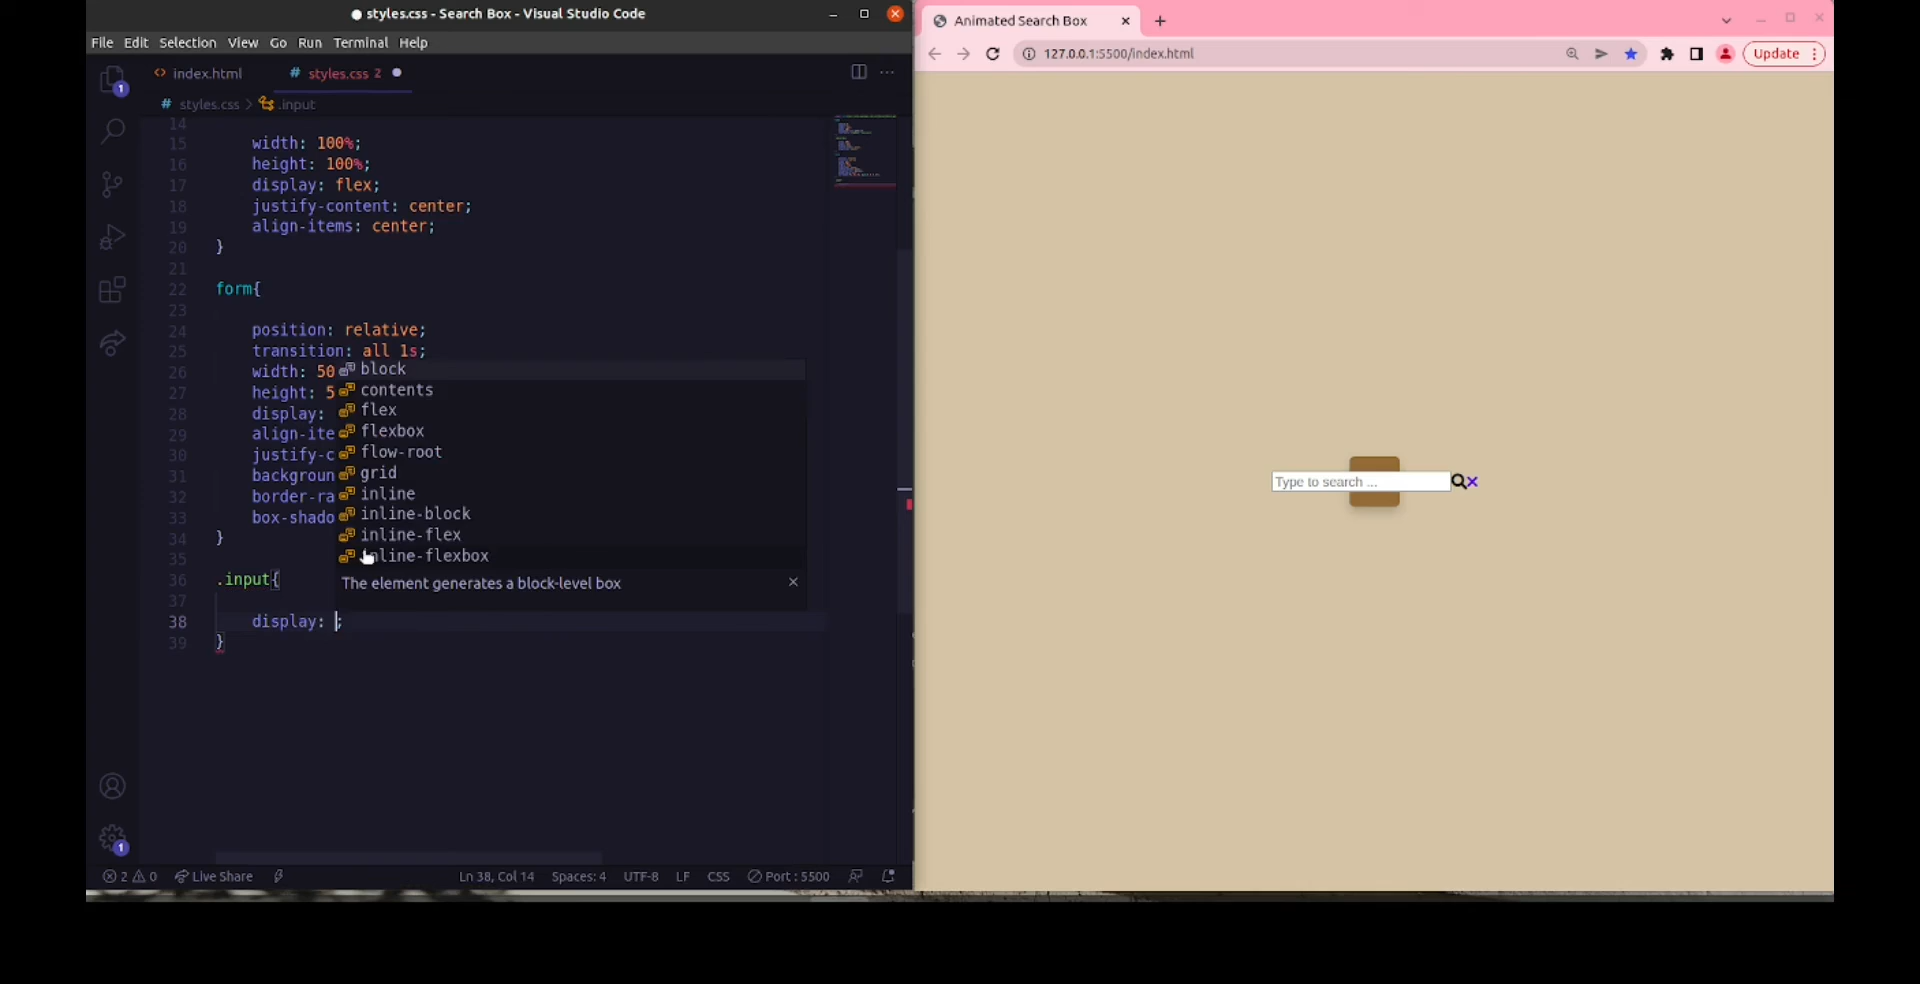 styles.css - Search Box - Visual Studio Code
File Edit Selection View Go Run Terminal Help
index.html
# styles.css 2
# styles.css > .input
14
15 width: 100%;
16 height: 100%;
17 display: flex;
18 justify-content: center;
19 align-items: center;
20 }
21
22 form{
23
24 position: relative;
25 transition: all 1s;
26 width: 50
27 height: 5
28 display:
29 align-ite
30 justify-c
31 backgroun
32 border-ra
33 box-shado
34 }
35
36 .input{
37
38 display: ;
39 }
block
contents
flex
flexbox
flow-root
grid
inline
inline-block
inline-flex
inline-flexbox
The element generates a block-level box
1
1
2 0 Live Share Ln 38, Col 14 Spaces: 4 UTF-8 LF CSS Port : 5500
Animated Search Box
127.0.0.1:5500/index.html
Update
Type to search ...